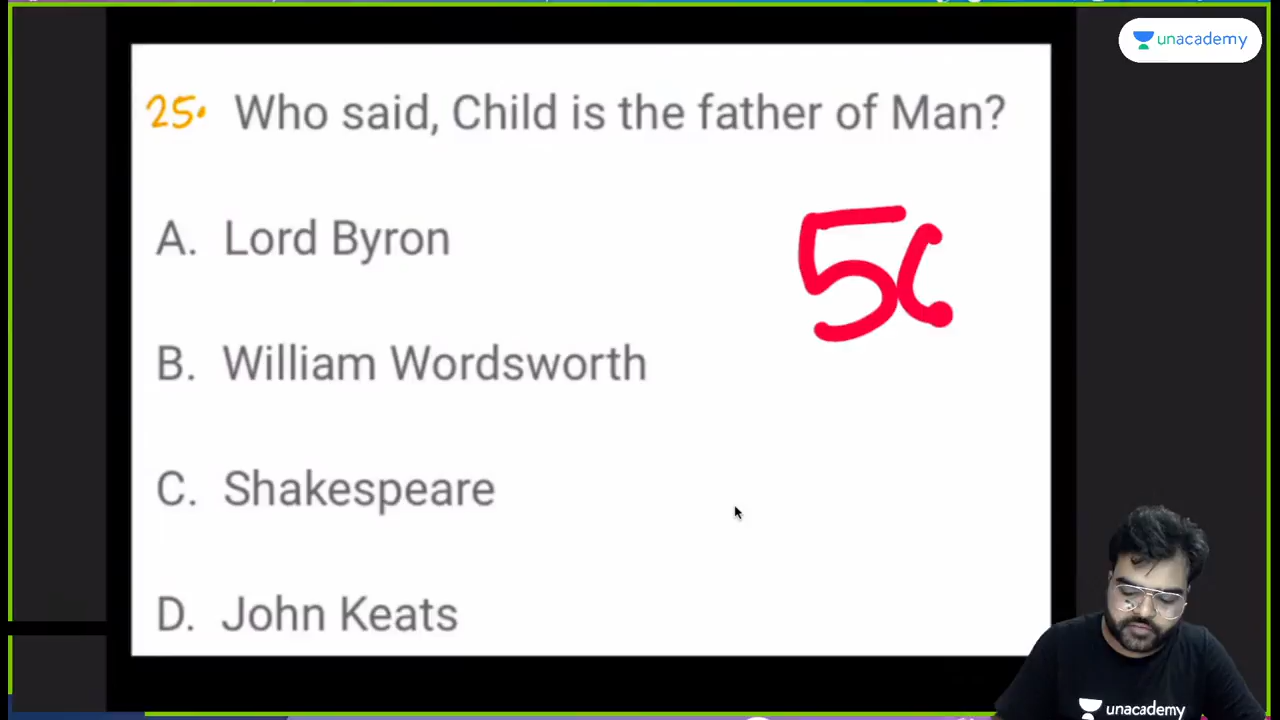 unacademy
25. Who said, Child is the father of Man?
A. Lord Byron
B. William Wordsworth
C. Shakespeare
D. John Keats
unacademy